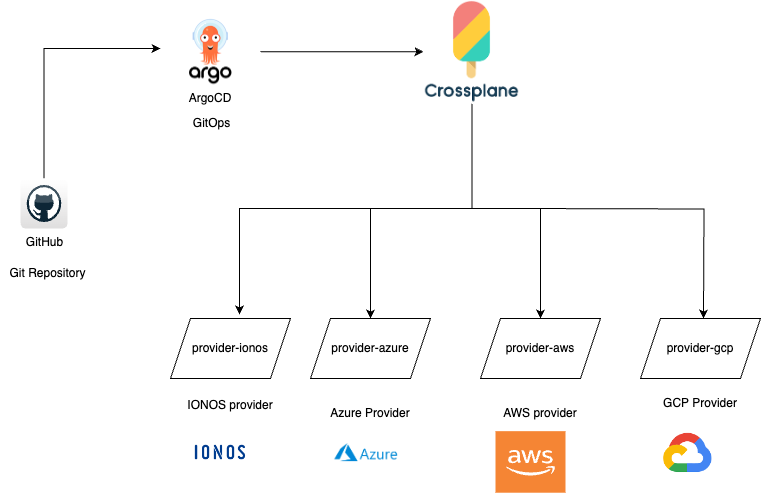 argo
ArgoCD
GitOps
Crossplane
GitHub
Git Repository
provider-ionos
provider-azure
provider-aws
provider-gcp
IONOS provider
Azure Provider
AWS provider
GCP Provider
IONOS
Azure
aws